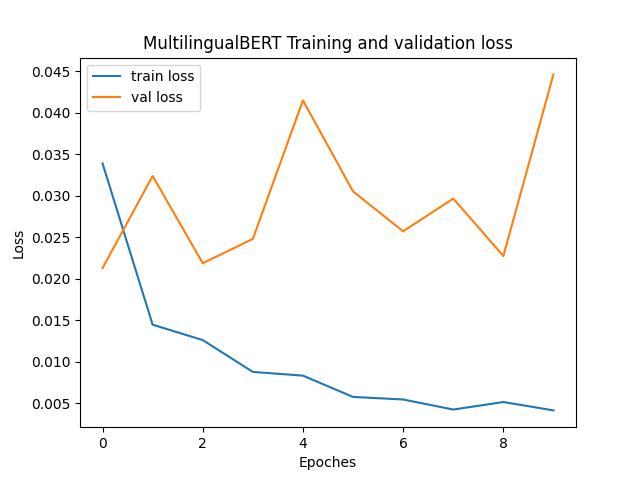 MultilingualBERT Training and validation loss
train loss
val loss
0.045
0.040
0.035
0.030
0.025
0.020
0.015
0.010
0.005
Loss
0 2 4 6 8
Epoches